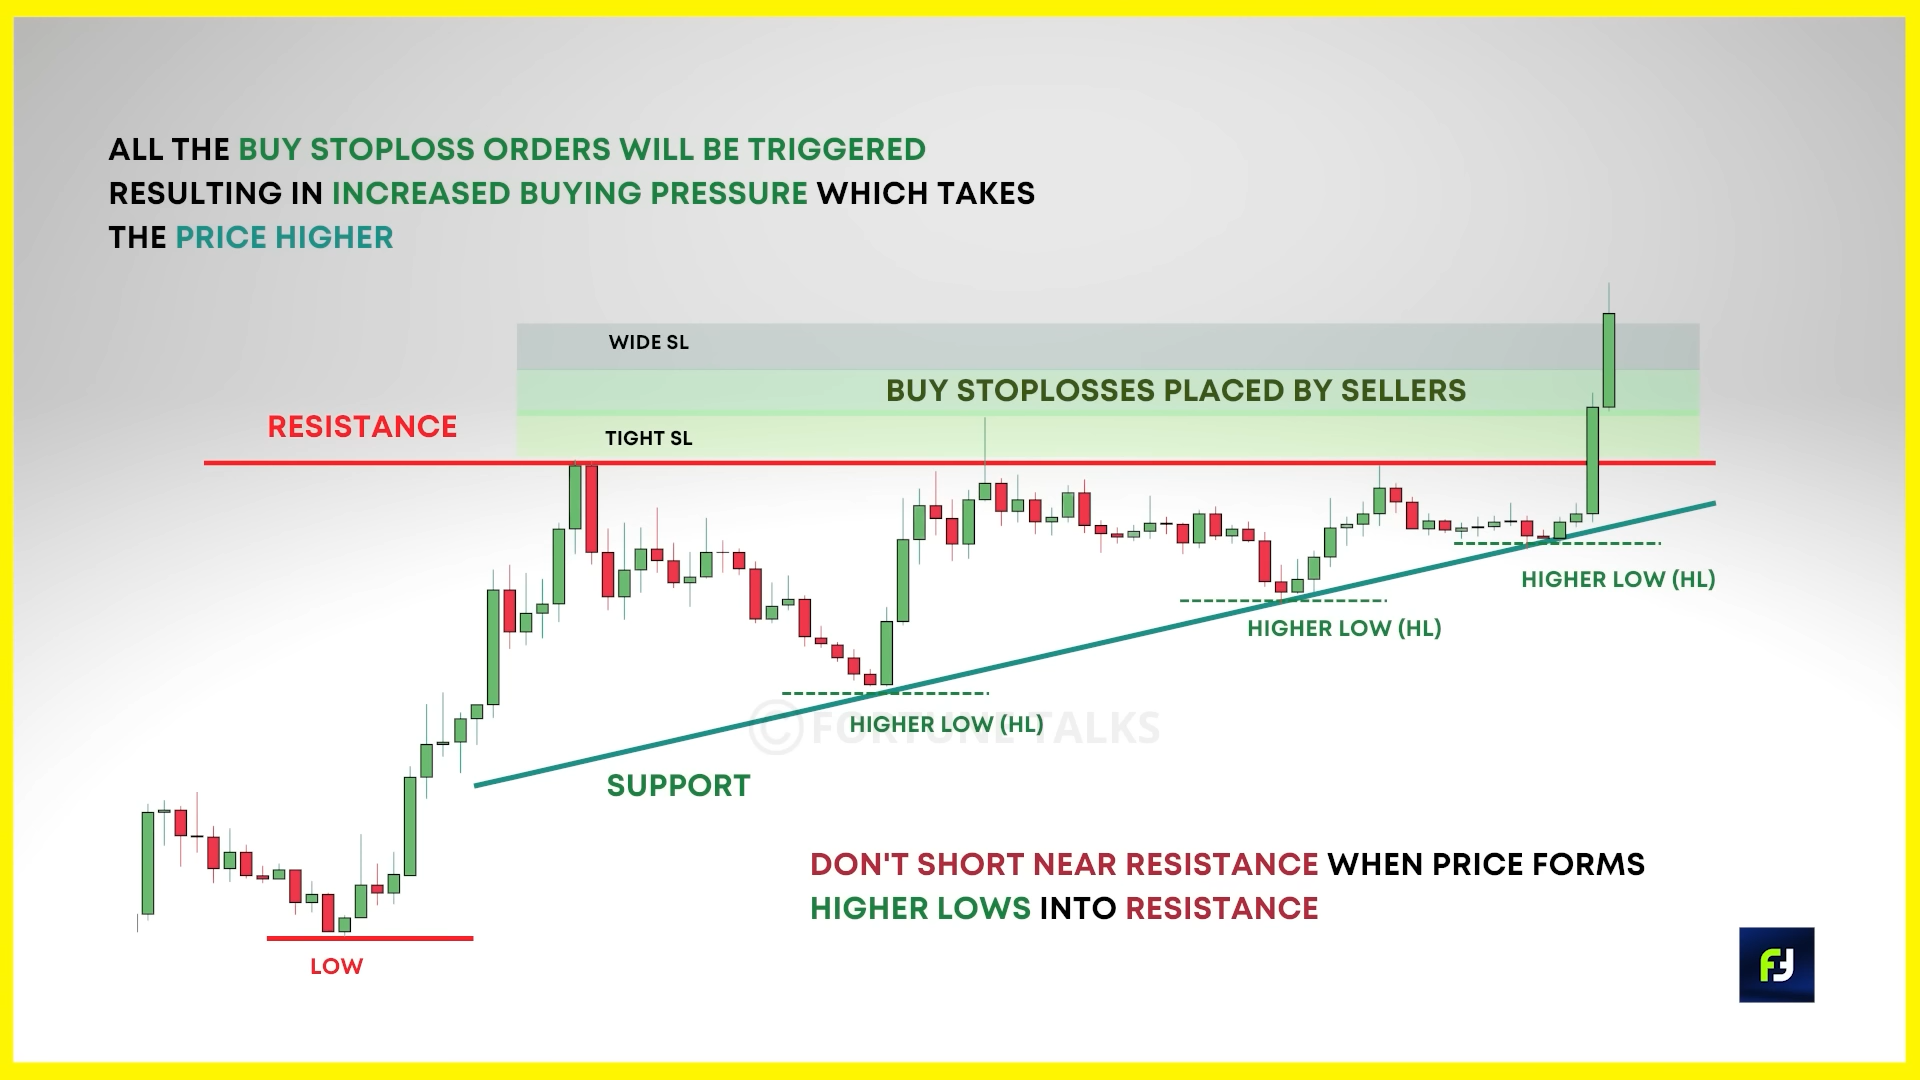 ALL THE BUY STOPLOSS ORDERS WILL BE TRIGGERED
RESULTING IN INCREASED BUYING PRESSURE WHICH TAKES
THE PRICE HIGHER
WIDE SL
BUY STOPLOSSES PLACED BY SELLERS
RESISTANCE
TIGHT SL
HIGHER LOW (HL)
HIGHER LOW (HL)
HIGHER LOW (HL)
© FORTUNE TALKS
SUPPORT
DON'T SHORT NEAR RESISTANCE WHEN PRICE FORMS
HIGHER LOWS INTO RESISTANCE
LOW